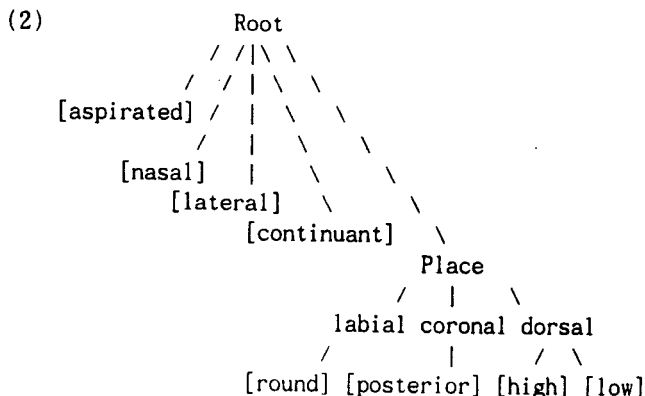 (2) Root
[aspirated]
[nasal]
[lateral]
[continuant]
Place
labial coronal dorsal
[round] [posterior] [high] [low]